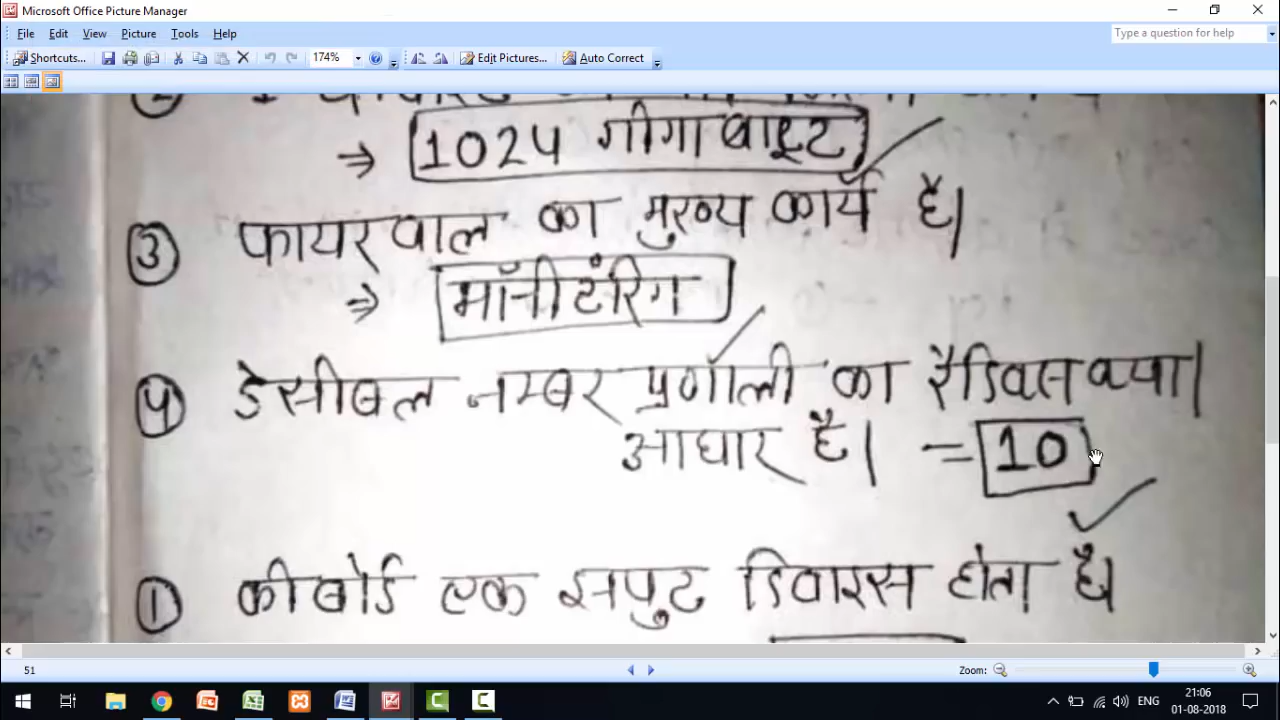 Microsoft Office Picture Manager
File Edit View Picture Tools Help
Type a question for help
Shortcuts... 174% Edit Pictures... Auto Correct
⇒ 1024 गीगाबाइट
③ फायरवाल का मुख्य कार्य है।
⇒ मॉनीटंरिग
④ डेसीबल नम्बर प्रणाली का रैडिक्स क्या।
आधार है। = 10
① कीबोर्ड एक इनपुट डिवाइस होता है।
51
Zoom:
ENG
21:06
01-08-2018